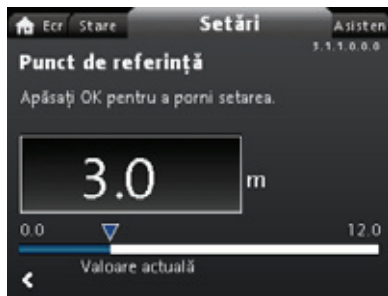 Ecr Stare Setări Asisten
3.1.1.0.0.0
Punct de referință
Apăsați OK pentru a porni setarea.
3.0 m
0.0 12.0
Valoare actuală